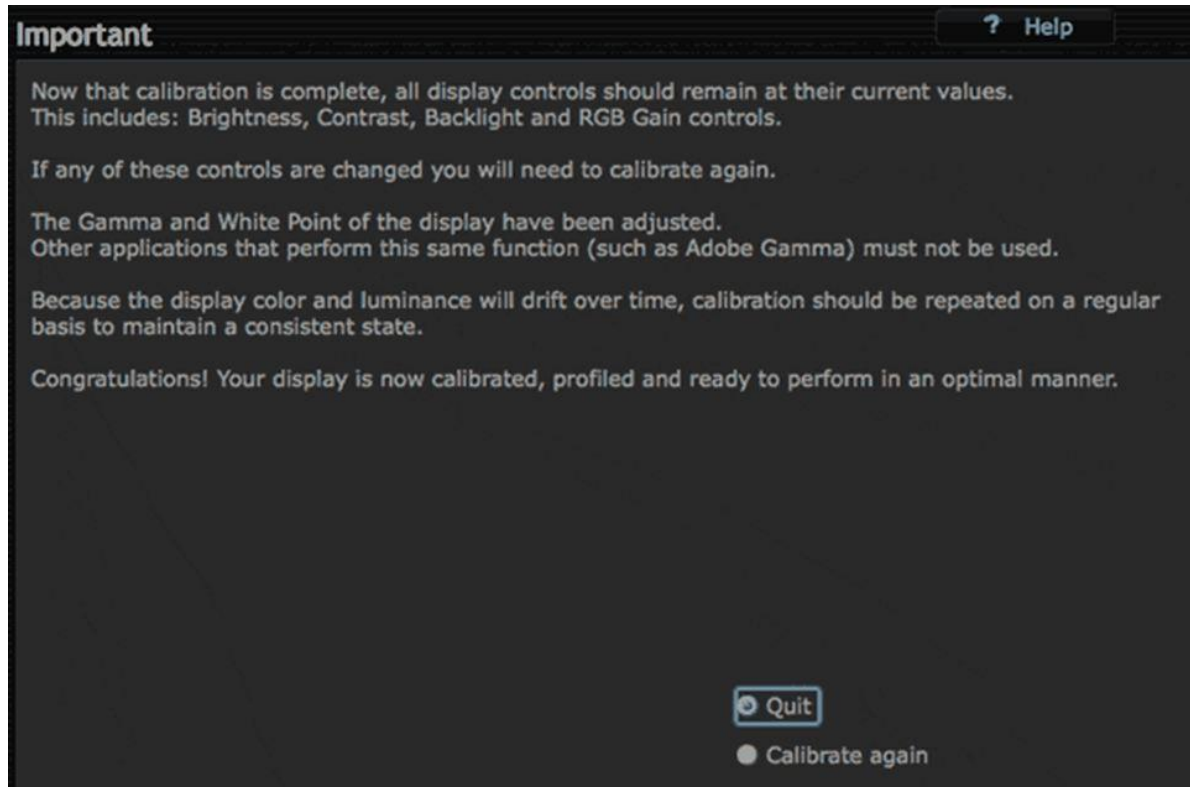 Important
? Help
Now that calibration is complete, all display controls should remain at their current values.
This includes: Brightness, Contrast, Backlight and RGB Gain controls.
If any of these controls are changed you will need to calibrate again.
The Gamma and White Point of the display have been adjusted.
Other applications that perform this same function (such as Adobe Gamma) must not be used.
Because the display color and luminance will drift over time, calibration should be repeated on a regular
basis to maintain a consistent state.
Congratulations! Your display is now calibrated, profiled and ready to perform in an optimal manner.
Quit
Calibrate again